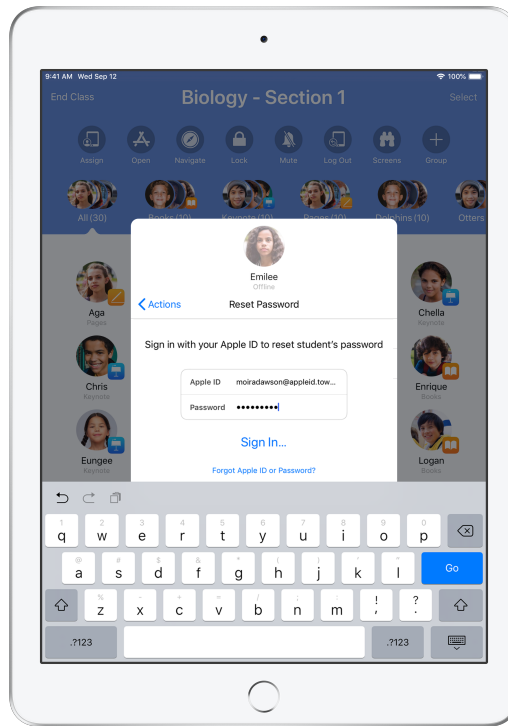 9:41 AM Wed Sep 12 100%
End Class Biology - Section 1 Select
Assign Open Navigate Lock Mute Log Out Screens Group
All (30) Books (10) Keynote (10) Pages (10) Dolphins (10) Otters
Emilee
Offline
Actions Reset Password
Aga
Pages
Chella
Keynote
Sign in with your Apple ID to reset student's password
Apple ID moiradawson@appleid.tow...
Password
Chris
Keynote
Enrique
Books
Sign In...
Forgot Apple ID or Password?
Eungee
Keynote
Logan
Books
1 2 3 4 5 6 7 8 9 0
q w e r t y u i o p
@ # $ & * ( ) ' "
a s d f g h j k l Go
% - + = / ; :
z x c v b n m ! , ? .
.?123 .?123